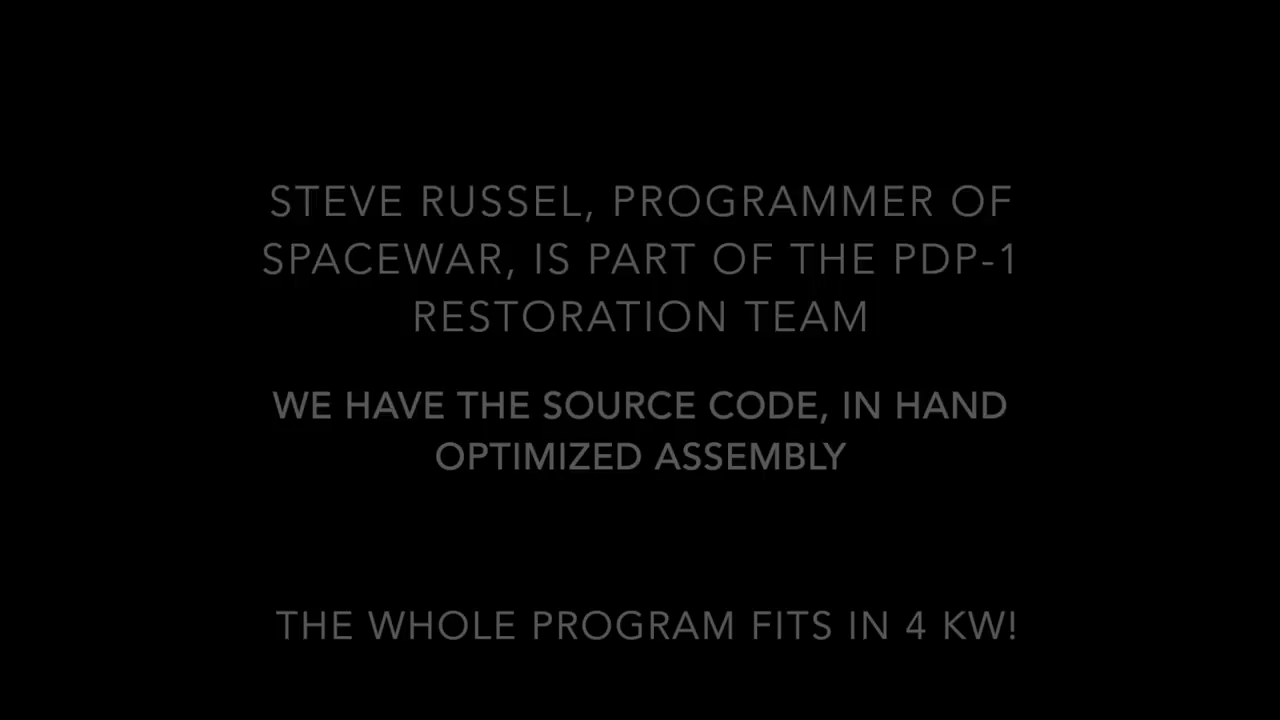 STEVE RUSSEL, PROGRAMMER OF
SPACEWAR, IS PART OF THE PDP-1
RESTORATION TEAM
WE HAVE THE SOURCE CODE, IN HAND
OPTIMIZED ASSEMBLY
THE WHOLE PROGRAM FITS IN 4 KW!